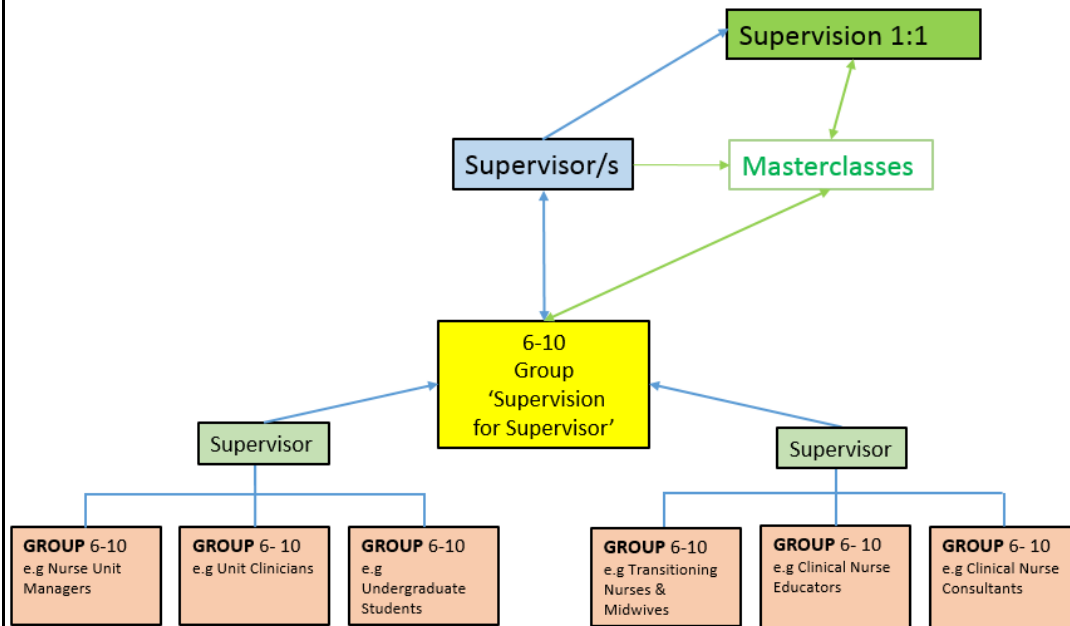 Supervision 1:1
Supervisor/s
Masterclasses
6-10
Group
‘Supervision
for Supervisor’
Supervisor
Supervisor
GROUP 6-10
e.g Nurse Unit
Managers
GROUP 6- 10
e.g Unit Clinicians
GROUP 6-10
e.g
Undergraduate
Students
GROUP 6-10
e.g Transitioning
Nurses &
Midwives
GROUP 6- 10
e.g Clinical Nurse
Educators
GROUP 6- 10
e.g Clinical Nurse
Consultants